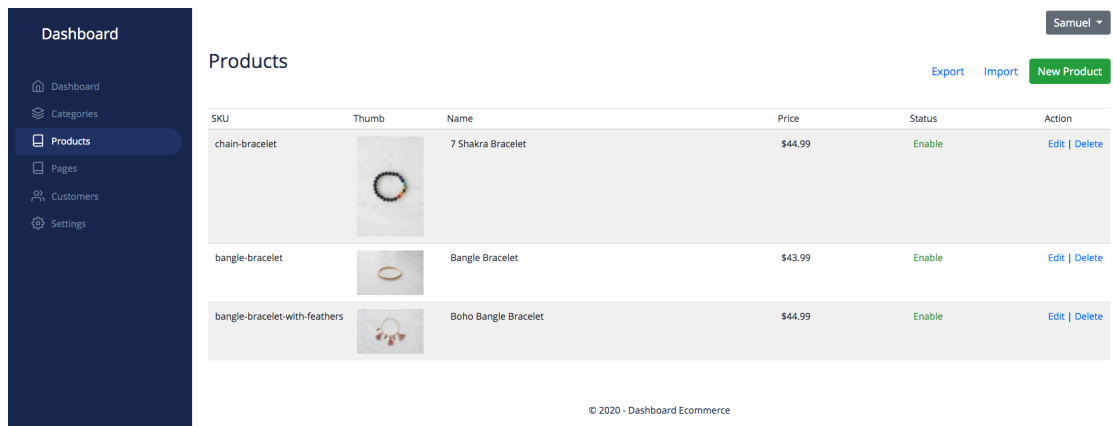 Dashboard
Samuel
Products
Export Import New Product
Dashboard
Categories
Products
Pages
Customers
Settings
SKU Thumb Name Price Status Action
chain-bracelet 7 Shakra Bracelet $44.99 Enable Edit | Delete
bangle-bracelet Bangle Bracelet $43.99 Enable Edit | Delete
bangle-bracelet-with-feathers Boho Bangle Bracelet $44.99 Enable Edit | Delete
© 2020 - Dashboard Ecommerce